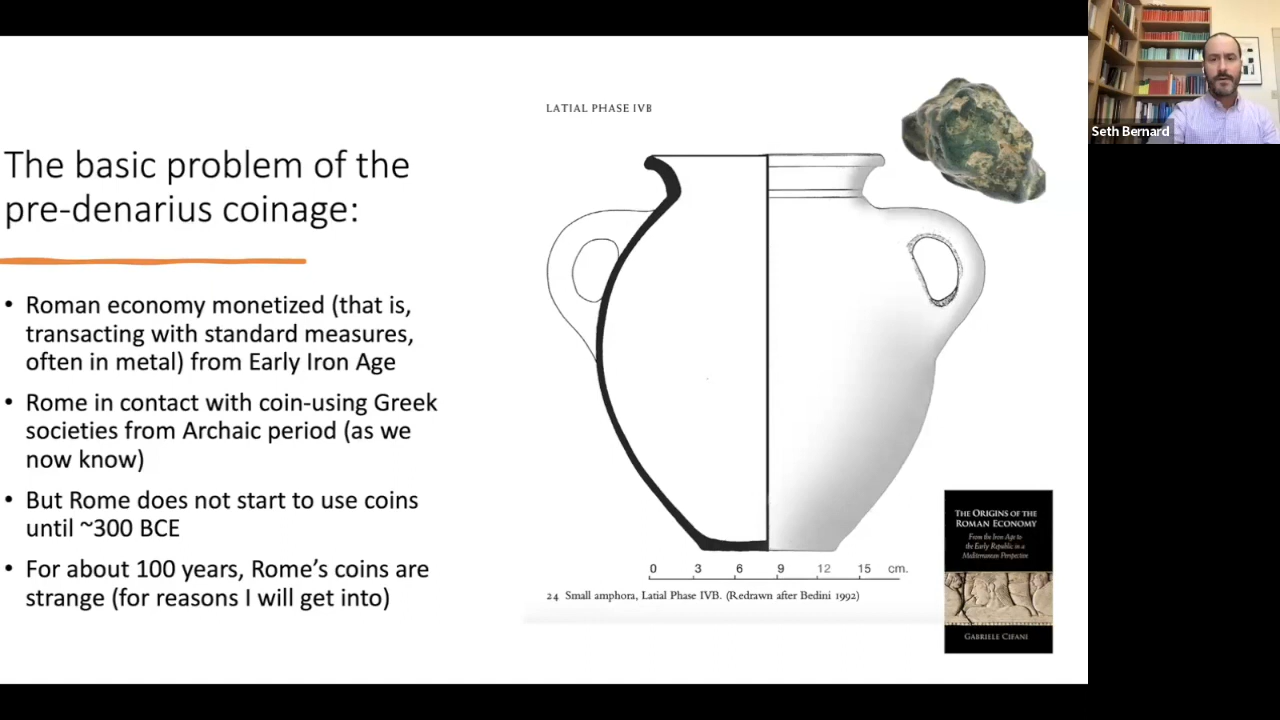 The basic problem of the
pre-denarius coinage:
• Roman economy monetized (that is,
transacting with standard measures,
often in metal) from Early Iron Age
• Rome in contact with coin-using Greek
societies from Archaic period (as we
now know)
• But Rome does not start to use coins
until ~300 BCE
• For about 100 years, Rome's coins are
strange (for reasons I will get into)
LATIAL PHASE IVB
0 3 6 9 12 15 cm.
24 Small amphora, Latial Phase IVB. (Redrawn after Bedini 1992)
THE ORIGINS OF THE
ROMAN ECONOMY
From the Iron Age to
the Early Republic in a
Mediterranean Perspective
GABRIELE CIFANI
Seth Bernard